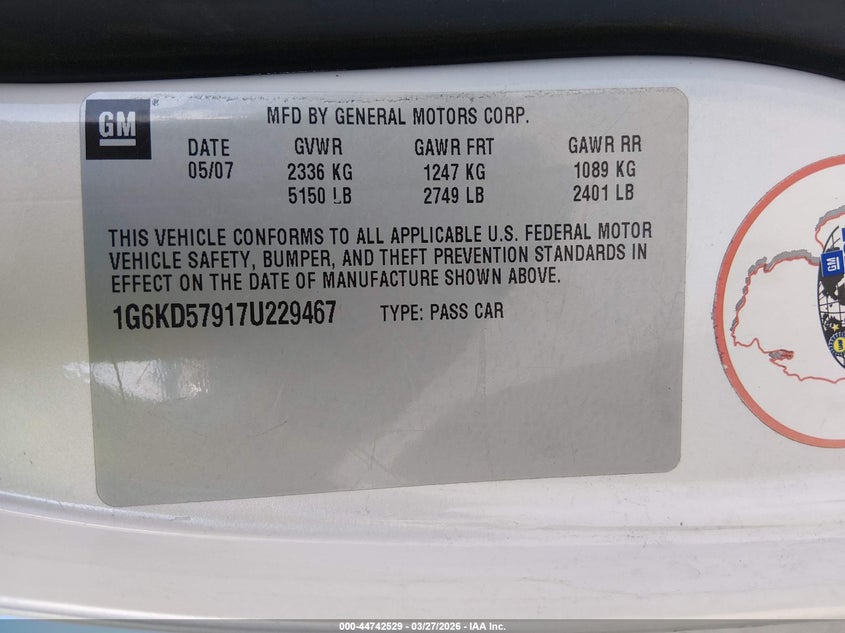 GM
®
MFD BY GENERAL MOTORS CORP.
DATE GVWR GAWR FRT GAWR RR
05/07 2336 KG 1247 KG 1089 KG
5150 LB 2749 LB 2401 LB
THIS VEHICLE CONFORMS TO ALL APPLICABLE U.S. FEDERAL MOTOR
VEHICLE SAFETY, BUMPER, AND THEFT PREVENTION STANDARDS IN
EFFECT ON THE DATE OF MANUFACTURE SHOWN ABOVE.
1G6KD57917U229467 TYPE: PASS CAR
GM
000-44742529 - 03/27/2026 - IAA Inc.